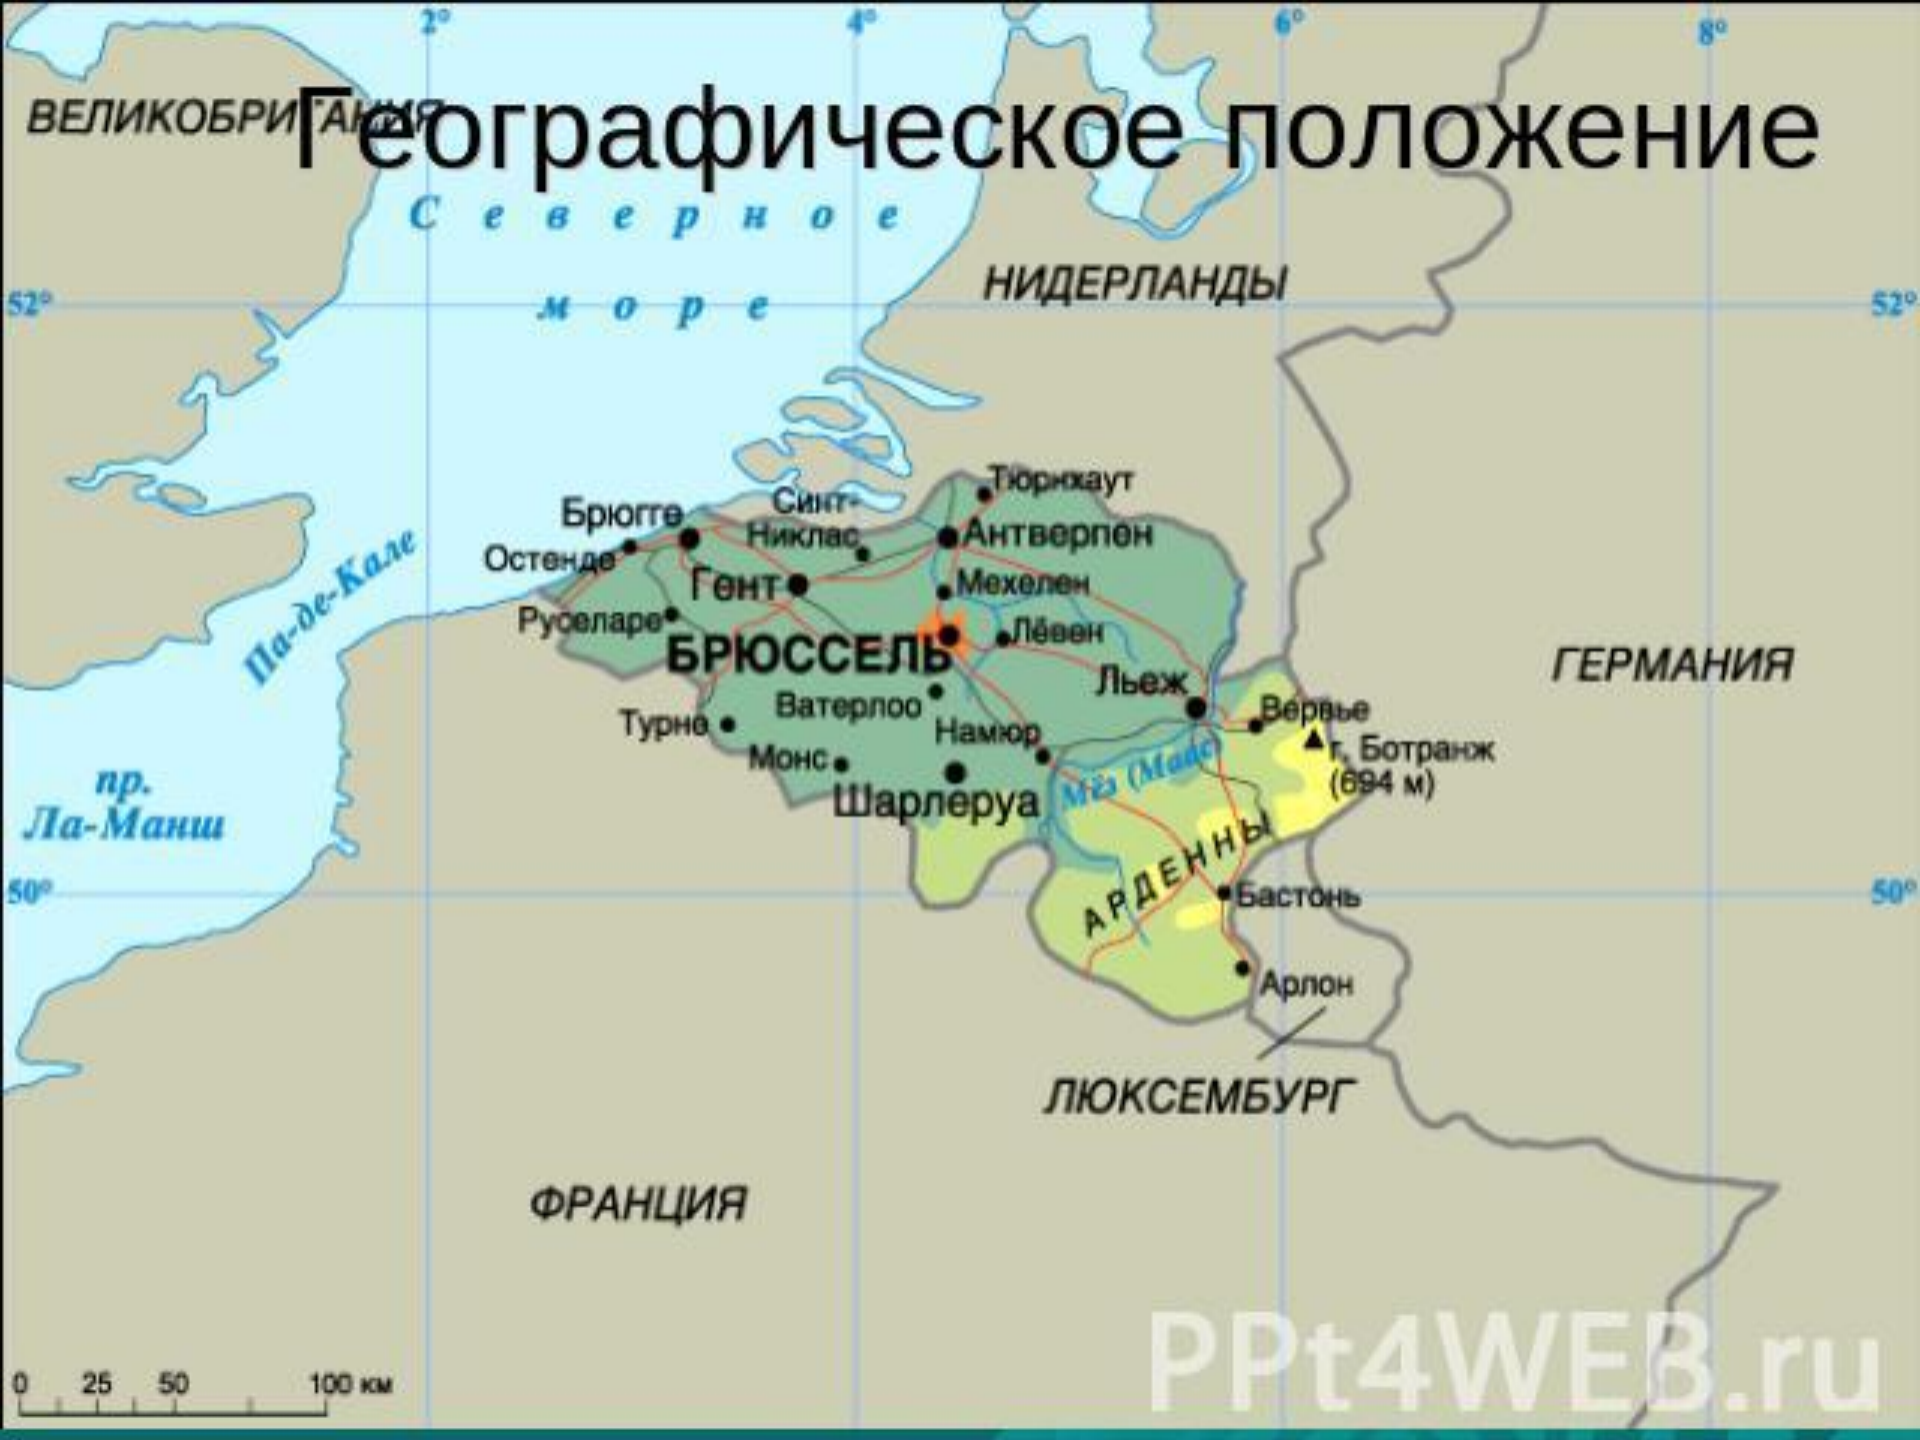 2° 4° 6° 8°
ВЕЛИКОБРИТАНИЯ
Географическое положение
Северное
море
НИДЕРЛАНДЫ
52° 52°
Тюрнхаут
Синт-
Никлас
Брюгге
Антверпен
Остенде
Гент
Мехелен
Па-де-Кале
Руселаре
БРЮССЕЛЬ
Лёвен
ГЕРМАНИЯ
Льеж
Ватерлоо
Вервье
Турне
Намюр
г. Ботранж
(694 м)
Монс
Мёз (Маас)
Шарлеруа
пр.
Ла-Манш
АРДЕННЫ
50° 50°
Бастонь
Арлон
ЛЮКСЕМБУРГ
ФРАНЦИЯ
PPt4WEB.ru
0 25 50 100 км